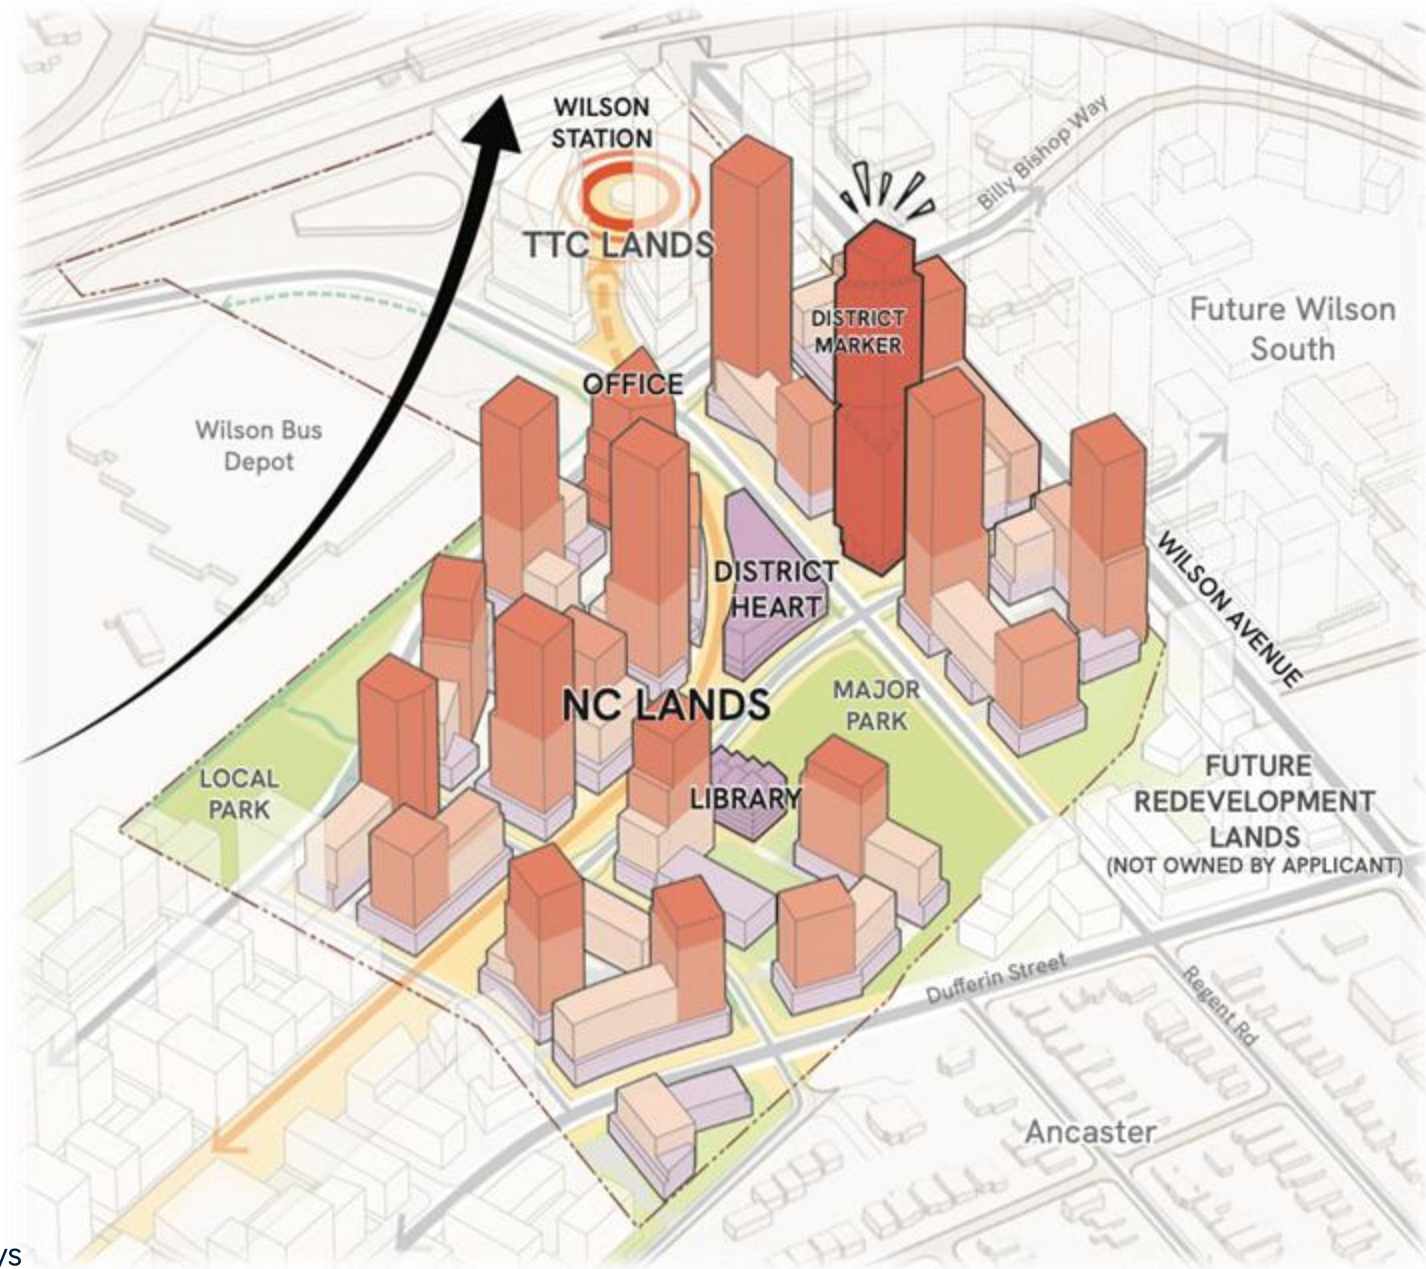 WILSON
STATION
TTC LANDS
Billy Bishop Way
DISTRICT
MARKER
Future Wilson
South
OFFICE
Wilson Bus
Depot
DISTRICT
HEART
WILSON AVENUE
NC LANDS
MAJOR
PARK
LOCAL
PARK
LIBRARY
FUTURE
REDEVELOPMENT
LANDS
(NOT OWNED BY APPLICANT)
Dufferin Street
Regent Rd
Ancaster